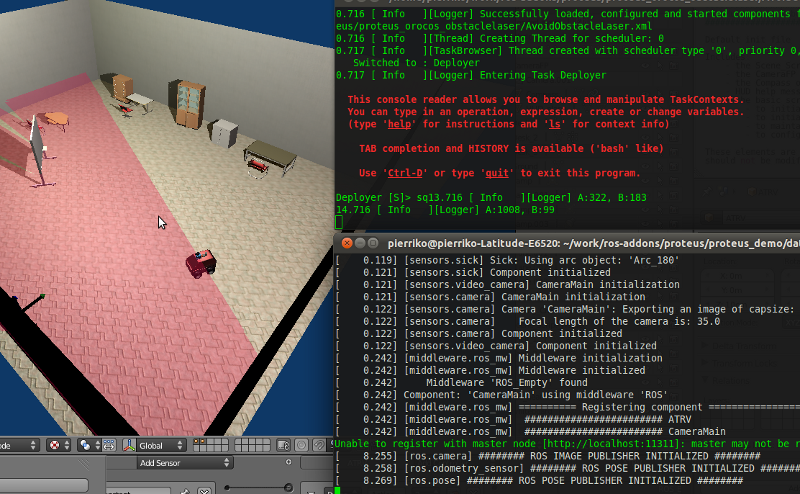 0.716 [ Info   ][Logger] Successfully loaded, configured and started components
eus/proteus_orocos_obstaclelaser/AvoidObstacleLaser.xml
0.716 [ Info   ][Thread] Creating Thread for scheduler: 0
0.717 [ Info   ][TaskBrowser] Thread created with scheduler type '0', priority 0,
Switched to : Deployer
0.717 [ Info   ][Logger] Entering Task Deployer
This console reader allows you to browse and manipulate TaskContexts.
You can type in an operation, expression, create or change variables.
(type 'help' for instructions and 'ls' for context info)
TAB completion and HISTORY is available ('bash' like)
Use 'Ctrl-D' or type 'quit' to exit this program.
Deployer [S]> sq13.716 [ Info   ][Logger] A:322, B:183
14.716 [ Info   ][Logger] A:1008, B:99
pierriko@pierriko-Latitude-E6520: ~/work/ros-addons/proteus/proteus_demo/dat
[    0.119] [sensors.sick] Sick: Using arc object: 'Arc_180'
[    0.121] [sensors.sick] Component initialized
[    0.121] [sensors.video_camera] CameraMain initialization
[    0.121] [sensors.camera] CameraMain initialization
[    0.122] [sensors.camera] Camera 'CameraMain': Exporting an image of capsize:
[    0.122] [sensors.camera]    Focal length of the camera is: 35.0
[    0.122] [sensors.camera] Component initialized
[    0.122] [sensors.video_camera] Component initialized
[    0.242] [middleware.ros_mw] Middleware initialization
[    0.242] [middleware.ros_mw] Middleware initialized
[    0.242]     Middleware 'ROS_Empty' found
[    0.242] Component: 'CameraMain' using middleware 'ROS'
[    0.242] [middleware.ros_mw] ========== Registering component ================
[    0.242] [middleware.ros_mw]  ######################## ATRV
[    0.242] [middleware.ros_mw]  ######################## CameraMain
Unable to register with master node [http://localhost:11311]: master may not be r
[    8.255] [ros.camera] ######## ROS IMAGE PUBLISHER INITIALIZED ########
[    8.258] [ros.odometry_sensor] ######## ROS POSE PUBLISHER INITIALIZED #######
[    8.269] [ros.pose] ######## ROS POSE PUBLISHER INITIALIZED ########
ode
Global
Add Sensor